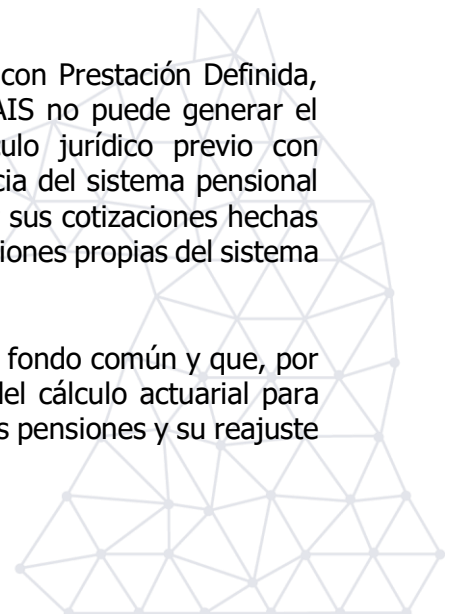 con Prestación Definida,
AIS no puede generar el
culo jurídico previo con
cia del sistema pensional
sus cotizaciones hechas
iones propias del sistema
fondo común y que, por
del cálculo actuarial para
s pensiones y su reajuste